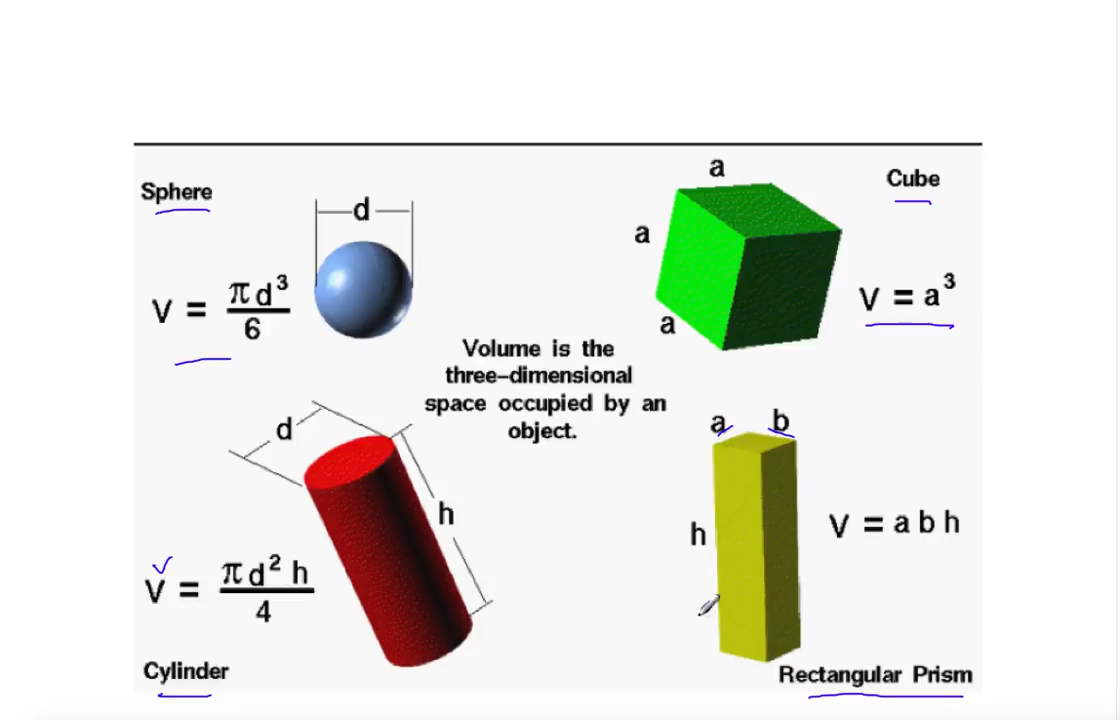 Sphere
d
V = πd³/6
a
a
a
Cube
V = a³
Volume is the
three-dimensional
space occupied by an
object.
d
h
V = πd²h/4
Cylinder
a b
h
V = a b h
Rectangular Prism